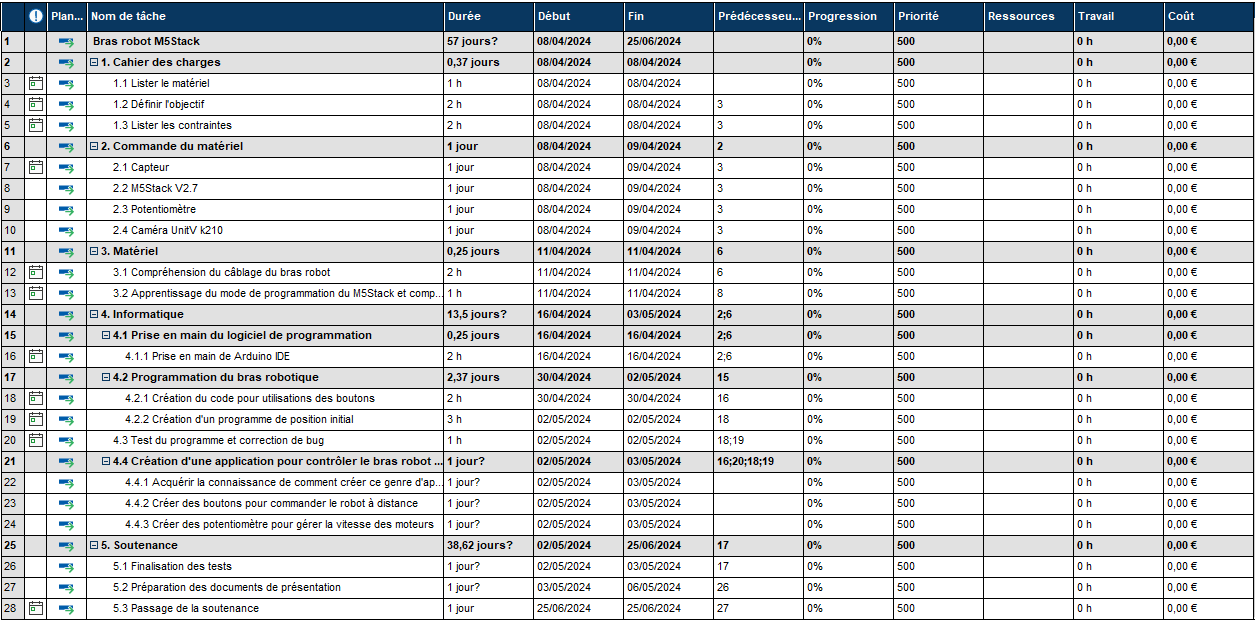 Plan... Nom de tâche Durée Début Fin Prédécesseu... Progression Priorité Ressources Travail Coût
1 Bras robot M5Stack 57 jours? 08/04/2024 25/06/2024 0% 500 0 h 0,00 €
2 1. Cahier des charges 0,37 jours 08/04/2024 08/04/2024 0% 500 0 h 0,00 €
3 1.1 Lister le matériel 1 h 08/04/2024 08/04/2024 0% 500 0 h 0,00 €
4 1.2 Définir l'objectif 2 h 08/04/2024 08/04/2024 3 0% 500 0 h 0,00 €
5 1.3 Lister les contraintes 2 h 08/04/2024 08/04/2024 3 0% 500 0 h 0,00 €
6 2. Commande du matériel 1 jour 08/04/2024 09/04/2024 2 0% 500 0 h 0,00 €
7 2.1 Capteur 1 jour 08/04/2024 09/04/2024 3 0% 500 0 h 0,00 €
8 2.2 M5Stack V2.7 1 jour 08/04/2024 09/04/2024 3 0% 500 0 h 0,00 €
9 2.3 Potentiomètre 1 jour 08/04/2024 09/04/2024 3 0% 500 0 h 0,00 €
10 2.4 Caméra UnitV k210 1 jour 08/04/2024 09/04/2024 3 0% 500 0 h 0,00 €
11 3. Matériel 0,25 jours 11/04/2024 11/04/2024 6 0% 500 0 h 0,00 €
12 3.1 Compréhension du câblage du bras robot 2 h 11/04/2024 11/04/2024 6 0% 500 0 h 0,00 €
13 3.2 Apprentissage du mode de programmation du M5Stack et comp... 1 h 11/04/2024 11/04/2024 8 0% 500 0 h 0,00 €
14 4. Informatique 13,5 jours? 16/04/2024 03/05/2024 2;6 0% 500 0 h 0,00 €
15 4.1 Prise en main du logiciel de programmation 0,25 jours 16/04/2024 16/04/2024 2;6 0% 500 0 h 0,00 €
16 4.1.1 Prise en main de Arduino IDE 2 h 16/04/2024 16/04/2024 2;6 0% 500 0 h 0,00 €
17 4.2 Programmation du bras robotique 2,37 jours 30/04/2024 02/05/2024 15 0% 500 0 h 0,00 €
18 4.2.1 Création du code pour utilisations des boutons 2 h 30/04/2024 30/04/2024 16 0% 500 0 h 0,00 €
19 4.2.2 Création d'un programme de position initial 3 h 02/05/2024 02/05/2024 18 0% 500 0 h 0,00 €
20 4.3 Test du programme et correction de bug 1 h 02/05/2024 02/05/2024 18;19 0% 500 0 h 0,00 €
21 4.4 Création d'une application pour contrôler le bras robot ... 1 jour? 02/05/2024 03/05/2024 16;20;18;19 0% 500 0 h 0,00 €
22 4.4.1 Acquérir la connaissance de comment créer ce genre d'ap... 1 jour? 02/05/2024 03/05/2024 0% 500 0 h 0,00 €
23 4.4.2 Créer des boutons pour commander le robot à distance 1 jour? 02/05/2024 03/05/2024 0% 500 0 h 0,00 €
24 4.4.3 Créer des potentiomètre pour gérer la vitesse des moteurs 1 jour? 02/05/2024 03/05/2024 0% 500 0 h 0,00 €
25 5. Soutenance 38,62 jours? 02/05/2024 25/06/2024 17 0% 500 0 h 0,00 €
26 5.1 Finalisation des tests 1 jour? 02/05/2024 03/05/2024 17 0% 500 0 h 0,00 €
27 5.2 Préparation des documents de présentation 1 jour? 03/05/2024 06/05/2024 26 0% 500 0 h 0,00 €
28 5.3 Passage de la soutenance 1 jour 25/06/2024 25/06/2024 27 0% 500 0 h 0,00 €